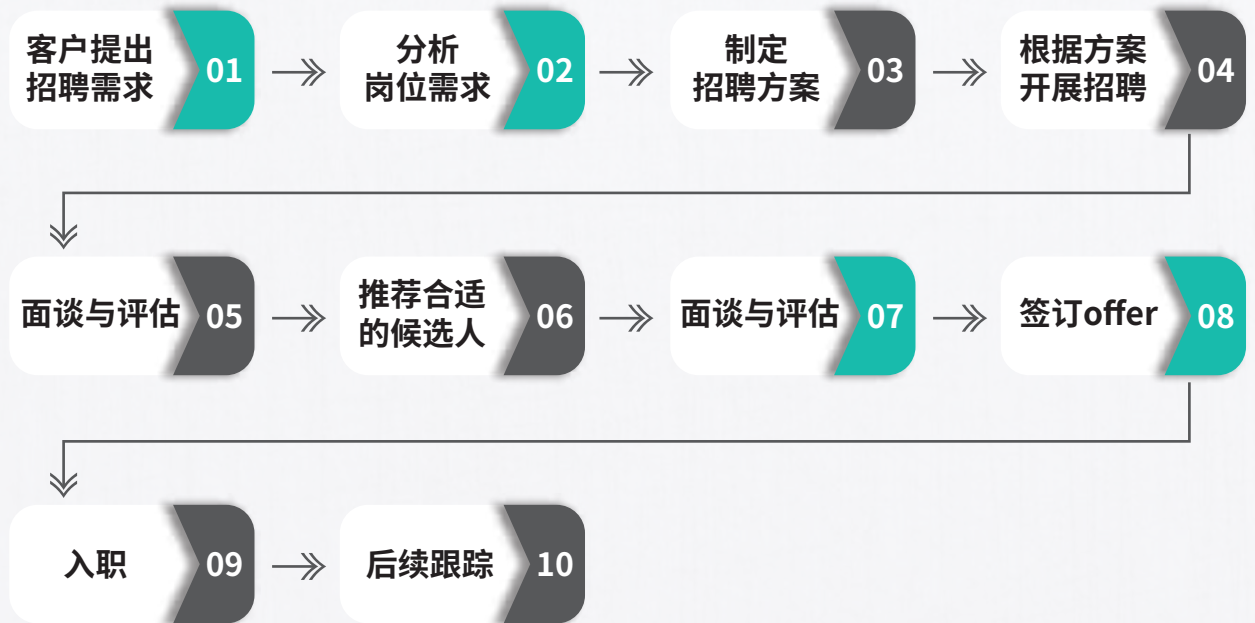 客户提出
招聘需求
01
分析
岗位需求
02
制定
招聘方案
03
根据方案
开展招聘
04
面谈与评估
05
推荐合适
的候选人
06
面谈与评估
07
签订offer
08
入职
09
后续跟踪
10